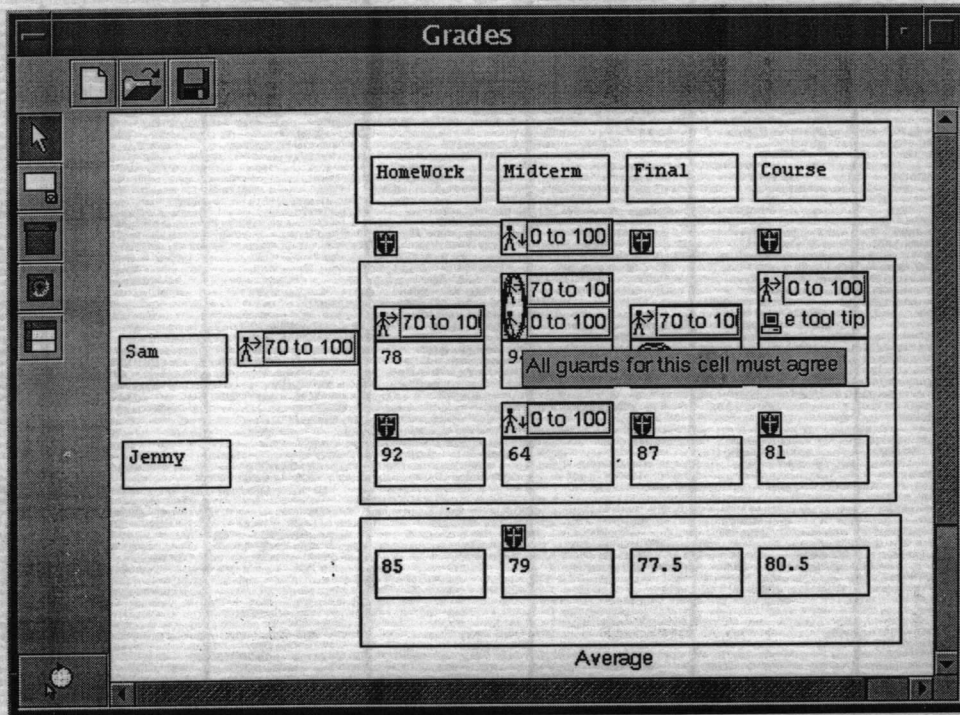 Grades
HomeWork Midterm Final Course
0 to 100
70 to 10 0 to 100
70 to 10 0 to 100 70 to 10 e tool tip
Sam 70 to 100 78 9
All guards for this cell must agree
0 to 100
Jenny 92 64 87 81
85 79 77.5 80.5
Average